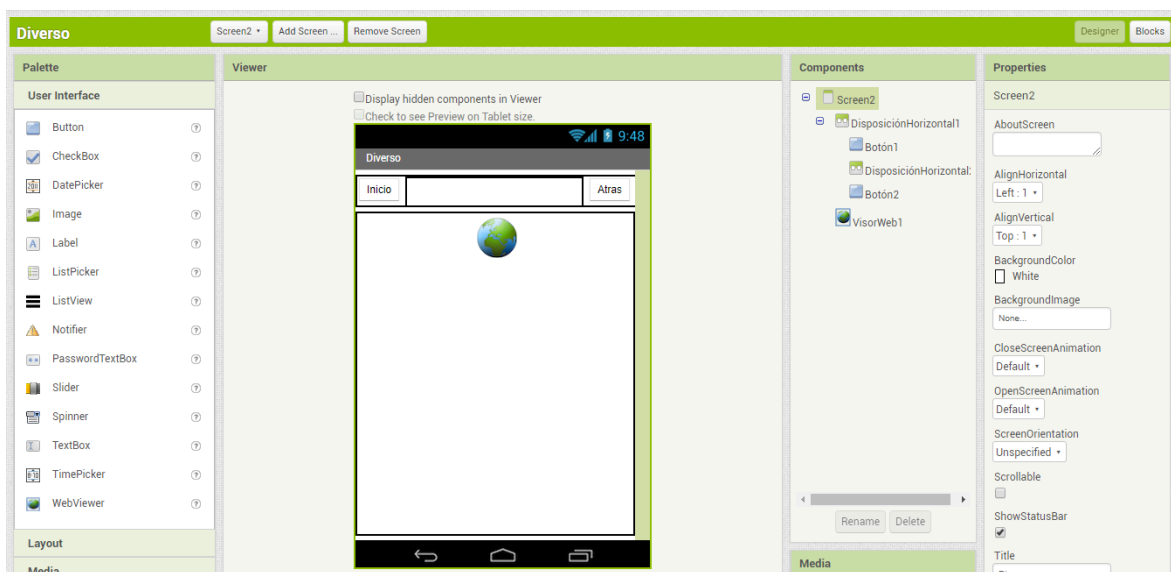 Diverso
Screen2
Add Screen ...
Remove Screen
Designer
Blocks
Palette
User Interface
Button
CheckBox
DatePicker
Image
Label
ListPicker
ListView
Notifier
PasswordTextBox
Slider
Spinner
TextBox
TimePicker
WebViewer
Layout
Media
Viewer
Display hidden components in Viewer
Check to see Preview on Tablet size.
9:48
Diverso
Inicio
Atras
Components
Screen2
DisposiciónHorizontal1
Botón1
DisposiciónHorizontal
Botón2
VisorWeb1
Rename
Delete
Media
Properties
Screen2
AboutScreen
AlignHorizontal
Left : 1
AlignVertical
Top : 1
BackgroundColor
White
BackgroundImage
None...
CloseScreenAnimation
Default
OpenScreenAnimation
Default
ScreenOrientation
Unspecified
Scrollable
ShowStatusBar
Title